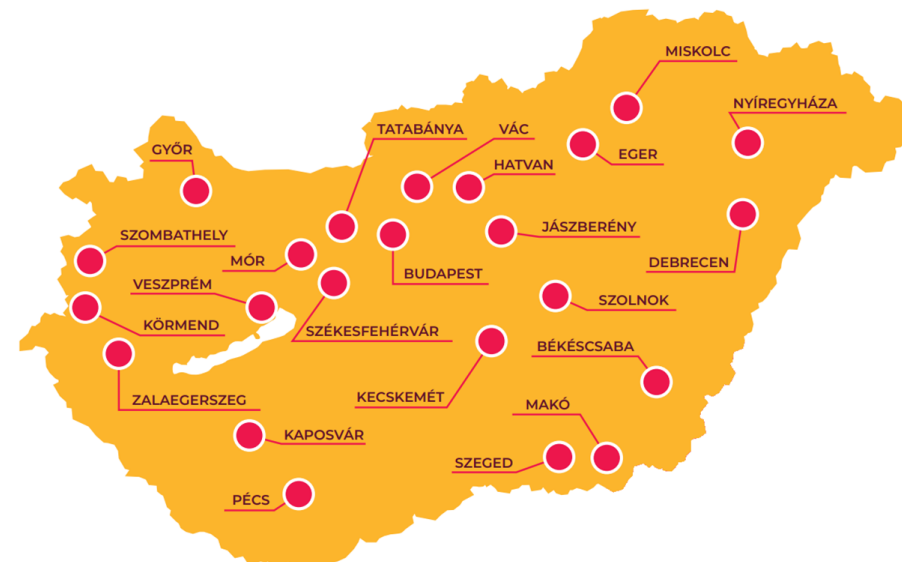 MISKOLC
NYÍREGYHÁZA
TATABÁNYA
VÁC
GYŐR
EGER
HATVAN
JÁSZBERÉNY
SZOMBATHELY
MÓR
DEBRECEN
BUDAPEST
VESZPRÉM
SZOLNOK
KÖRMEND
SZÉKESFEHÉRVÁR
BÉKÉSCSABA
KECSKEMÉT
ZALAEGERSZEG
MAKÓ
KAPOSVÁR
SZEGED
PÉCS